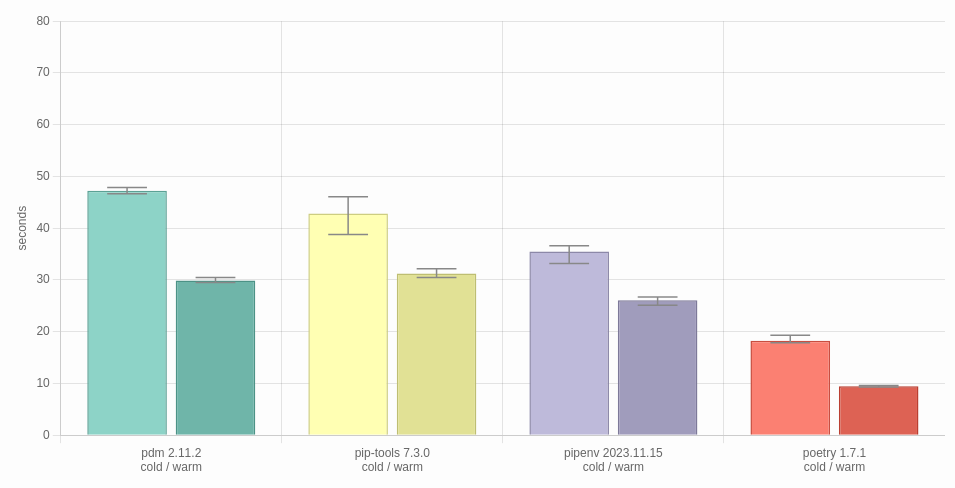 80
70
60
50
40
30
20
10
0
seconds
pdm 2.11.2
cold / warm
pip-tools 7.3.0
cold / warm
pipenv 2023.11.15
cold / warm
poetry 1.7.1
cold / warm